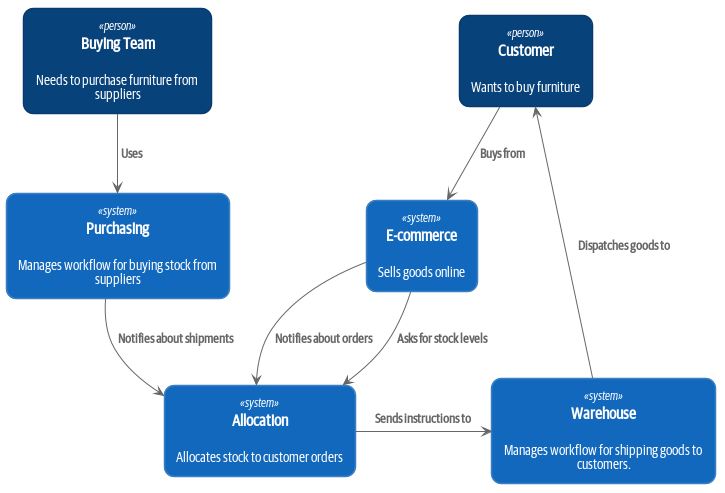 «person»
Buying Team
Needs to purchase furniture from
suppliers
«person»
Customer
Wants to buy furniture
Uses
Buys from
«system»
Purchasing
Manages workflow for buying stock from
suppliers
«system»
E-commerce
Sells goods online
Dispatches goods to
Notifies about shipments
Notifies about orders
Asks for stock levels
«system»
Allocation
Allocates stock to customer orders
Sends instructions to
«system»
Warehouse
Manages workflow for shipping goods to
customers.